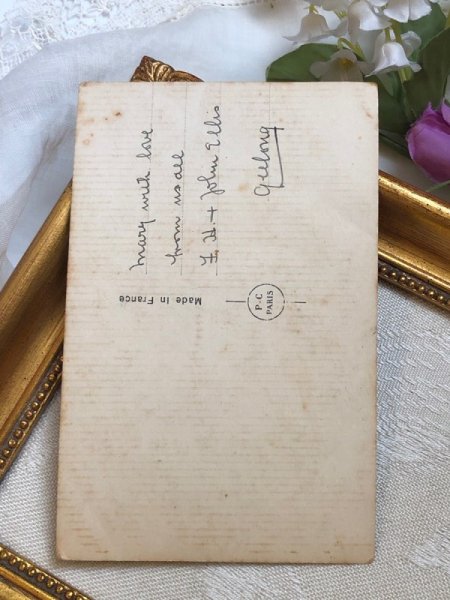 Mary with love
from us all
F, H. + John Ellis
Geelong
Made In France
P-C
PARIS